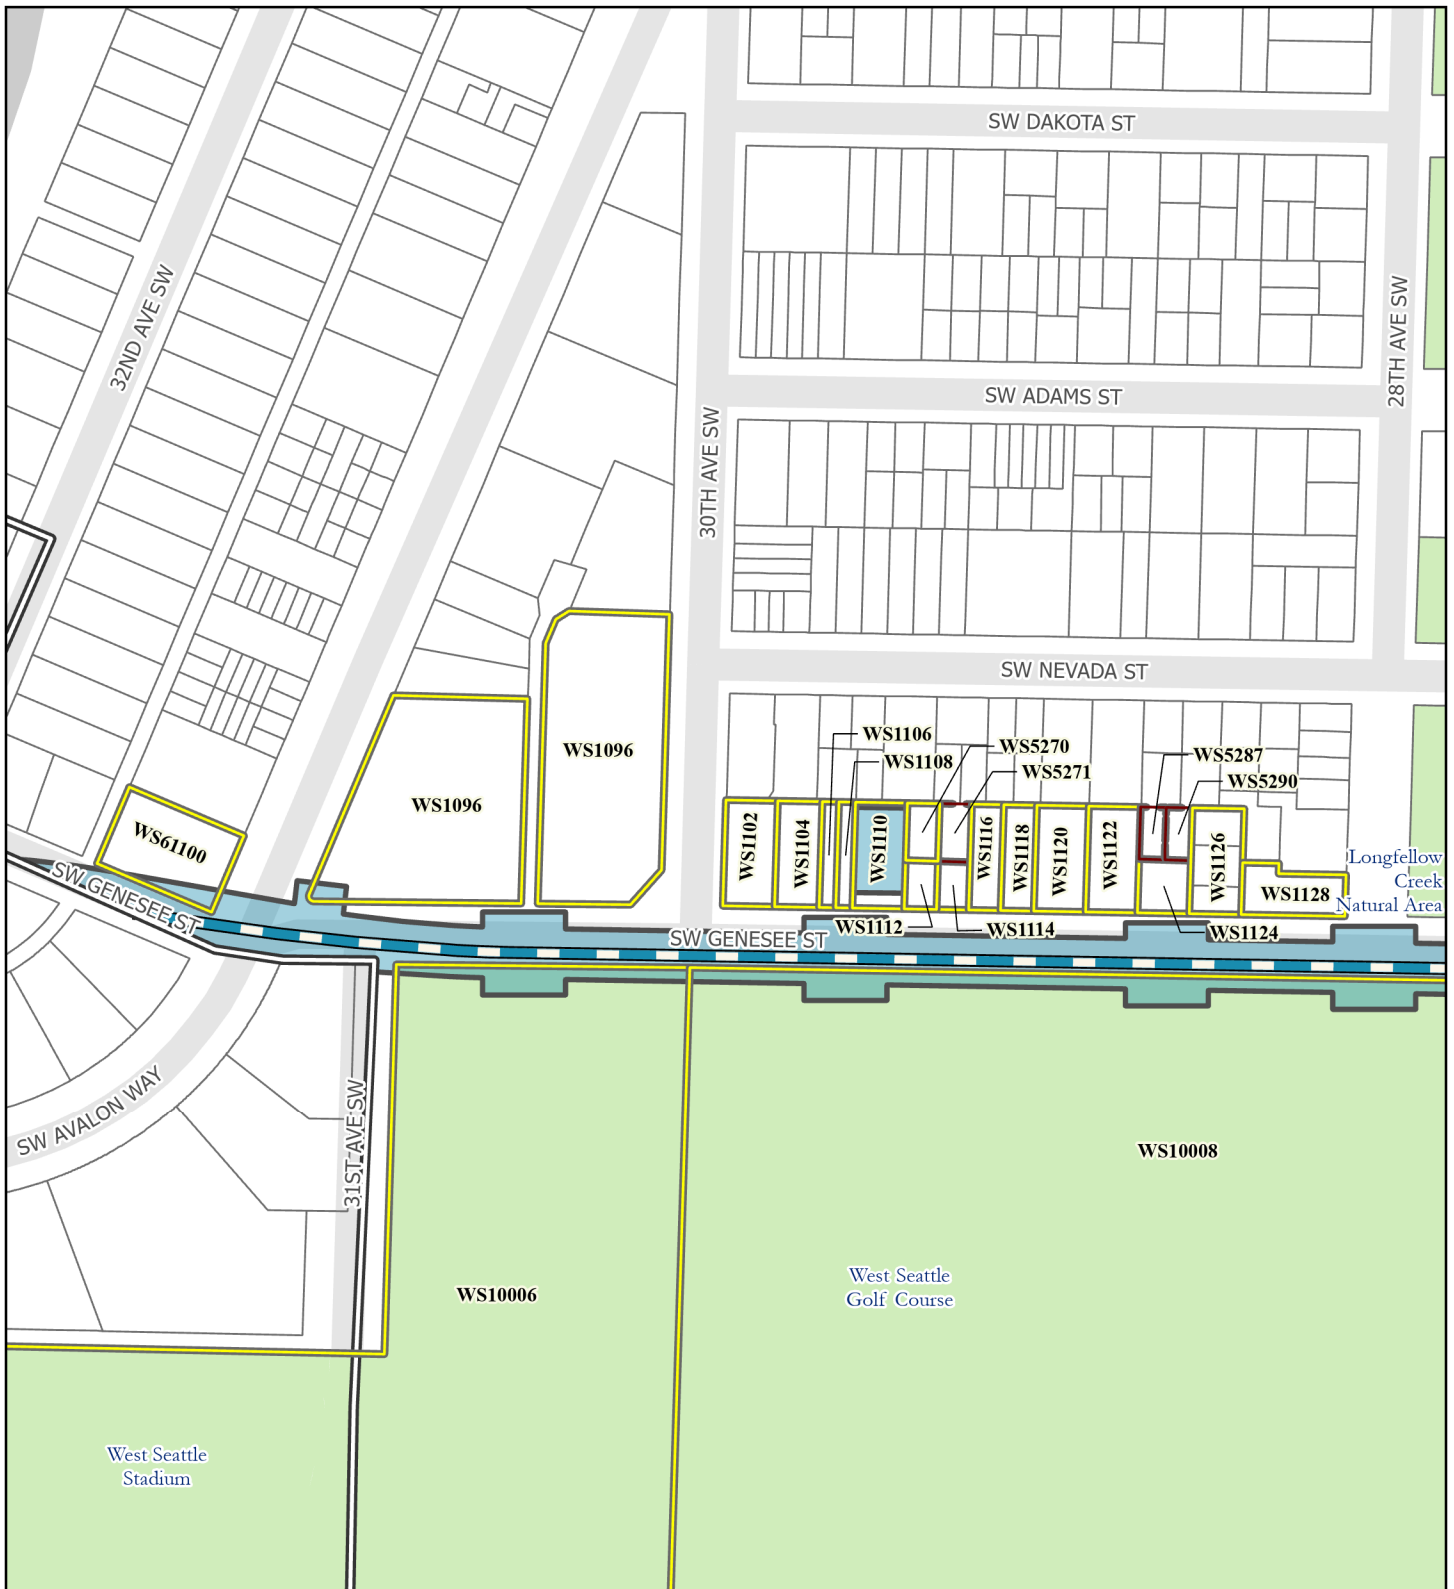 SW DAKOTA ST
32ND AVE SW
28TH AVE SW
SW ADAMS ST
30TH AVE SW
SW NEVADA ST
WS1096
WS1096
WS1106
WS5270
WS1108
WS5271
WS5287
WS5290
WS61100
WS1102
WS1104
WS1110
WS1116
WS1118
WS1120
WS1122
WS1126
WS1128
Longfellow
Creek
Natural Area
SW GENESEE ST
SW GENESEE ST
WS1112
WS1114
WS1124
SW AVALON WAY
31ST AVE SW
WS10008
WS10006
West Seattle
Golf Course
West Seattle
Stadium